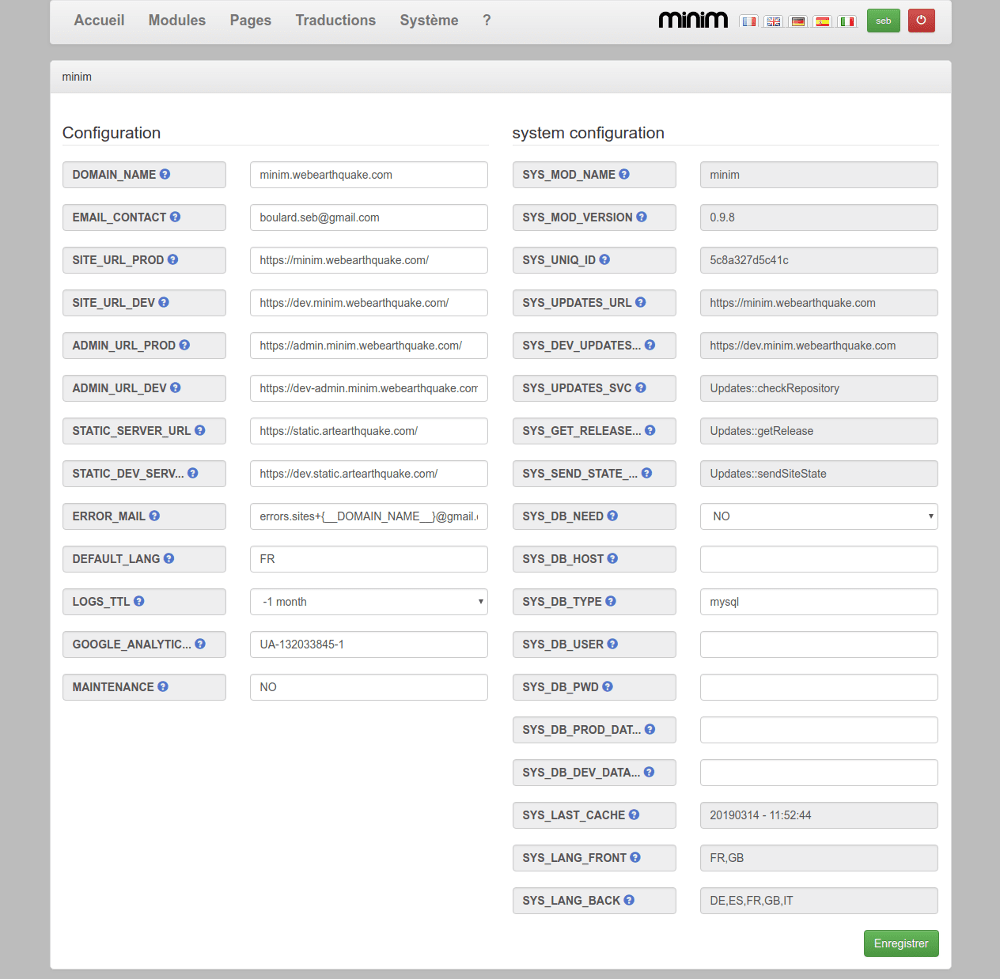 Accueil Modules Pages Traductions Système ? minim seb
minim
Configuration
DOMAIN_NAME minim.webearthquake.com
EMAIL_CONTACT boulard.seb@gmail.com
SITE_URL_PROD https://minim.webearthquake.com/
SITE_URL_DEV https://dev.minim.webearthquake.com/
ADMIN_URL_PROD https://admin.minim.webearthquake.com/
ADMIN_URL_DEV https://dev-admin.minim.webearthquake.com
STATIC_SERVER_URL https://static.artearthquake.com/
STATIC_DEV_SERV... https://dev.static.artearthquake.com/
ERROR_MAIL errors.sites+{__DOMAIN_NAME__}@gmail.
DEFAULT_LANG FR
LOGS_TTL -1 month
GOOGLE_ANALYTIC... UA-132033845-1
MAINTENANCE NO
system configuration
SYS_MOD_NAME minim
SYS_MOD_VERSION 0.9.8
SYS_UNIQ_ID 5c8a327d5c41c
SYS_UPDATES_URL https://minim.webearthquake.com
SYS_DEV_UPDATES... https://dev.minim.webearthquake.com
SYS_UPDATES_SVC Updates::checkRepository
SYS_GET_RELEASE... Updates::getRelease
SYS_SEND_STATE_... Updates::sendSiteState
SYS_DB_NEED NO
SYS_DB_HOST
SYS_DB_TYPE mysql
SYS_DB_USER
SYS_DB_PWD
SYS_DB_PROD_DAT...
SYS_DB_DEV_DATA...
SYS_LAST_CACHE 20190314 - 11:52:44
SYS_LANG_FRONT FR,GB
SYS_LANG_BACK DE,ES,FR,GB,IT
Enregistrer